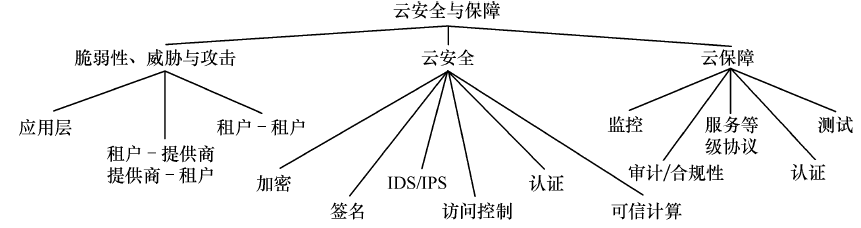 云安全与保障
脆弱性、威胁与攻击
云安全
云保障
应用层
租户－提供商
提供商－租户
租户－租户
加密
签名
IDS/IPS
访问控制
认证
可信计算
监控
审计/合规性
服务等
级协议
认证
测试